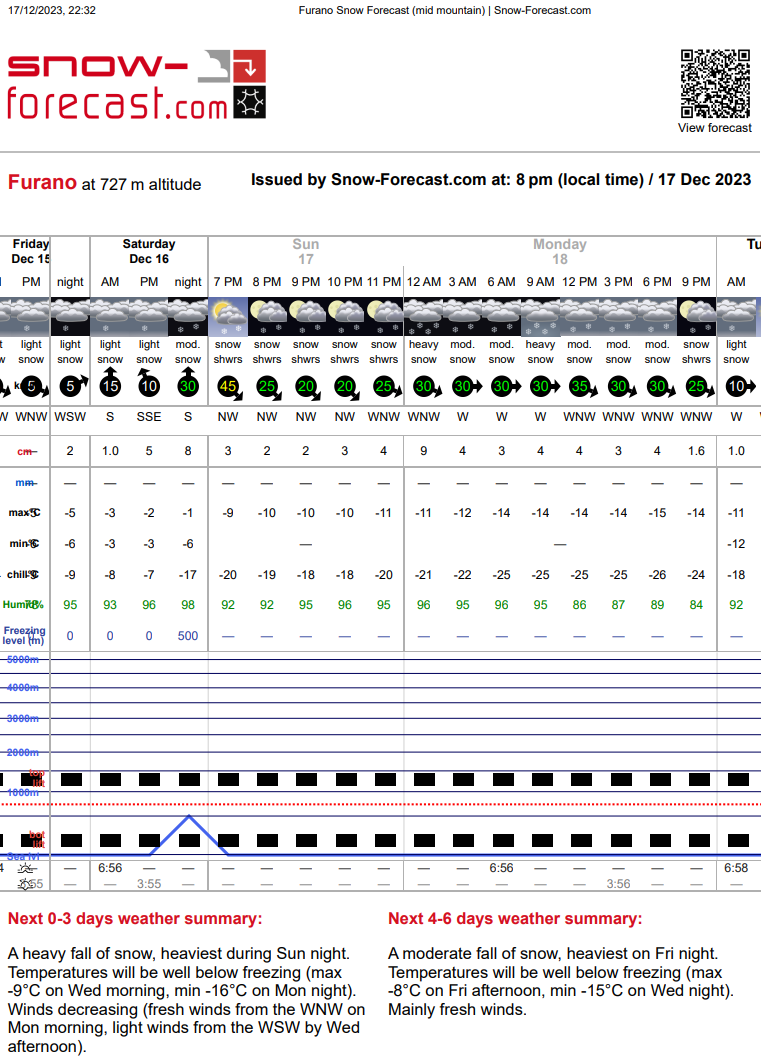 17/12/2023, 22:32 Furano Snow Forecast (mid mountain) | Snow-Forecast.com
snow-
forecast.com
View forecast
Furano at 727 m altitude Issued by Snow-Forecast.com at: 8 pm (local time) / 17 Dec 2023
Friday Saturday Sun Monday Tu
Dec 15 Dec 16 17 18
PM night AM PM night 7 PM 8 PM 9 PM 10 PM 11 PM 12 AM 3 AM 6 AM 9 AM 12 PM 3 PM 6 PM 9 PM AM
light light light light mod. snow snow snow snow snow heavy mod. mod. heavy mod. mod. mod. snow light
snow snow snow snow snow shwrs shwrs shwrs shwrs shwrs snow snow snow snow snow snow snow shwrs snow
5 5 15 10 30 45 25 20 20 25 30 30 30 30 35 30 30 25 10
W WNW WSW S SSE S NW NW NW NW WNW WNW W W W WNW WNW WNW WNW W W
cm — 2 1.0 5 8 3 2 2 3 4 9 4 3 4 4 3 4 1.6 1.0
mm — — — — — — — — — — — — — — — — — — —
max°C -5 -3 -2 -1 -9 -10 -10 -10 -11 -11 -12 -14 -14 -14 -14 -15 -14 -11
min°C -6 -3 -3 -6 — — -12
chill°C -9 -8 -7 -17 -20 -19 -18 -18 -20 -21 -22 -25 -25 -25 -25 -26 -24 -18
Humid% 95 93 96 98 92 92 95 96 95 96 95 96 95 86 87 89 84 92
Freezing
level (m) 0 0 0 500 — — — — — — — — — — — — — —
5000m
4000m
3000m
2000m
top
lift
1000m
bot
lift
Sea lvl
4 — 6:56 — — — — — — — — — 6:56 — — — — — 6:58
— — 3:55 — — — — — — — — — — — 3:56 — — —
Next 0-3 days weather summary:
A heavy fall of snow, heaviest during Sun night.
Temperatures will be well below freezing (max
-9°C on Wed morning, min -16°C on Mon night).
Winds decreasing (fresh winds from the WNW on
Mon morning, light winds from the WSW by Wed
afternoon).
Next 4-6 days weather summary:
A moderate fall of snow, heaviest on Fri night.
Temperatures will be well below freezing (max
-8°C on Fri afternoon, min -15°C on Wed night).
Mainly fresh winds.